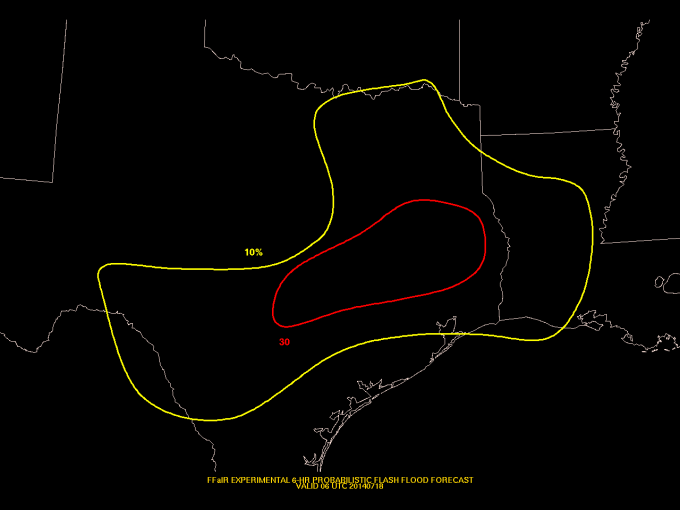 10%
30
FFaIR EXPERIMENTAL 6-HR PROBABILISTIC FLASH FLOOD FORECAST
VALID 06 UTC 20140718